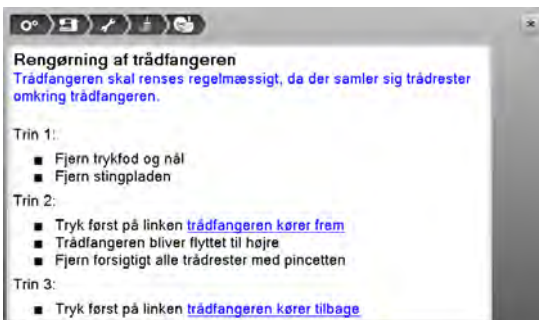 Rengørning af trådfangeren
Trådfangeren skal renses regelmæssigt, da der samler sig trådrester
omkring trådfangeren.
Trin 1:
■ Fjern trykfod og nål
■ Fjern stingpladen
Trin 2:
■ Tryk først på linken trådfangeren kører frem
■ Trådfangeren bliver flyttet til højre
■ Fjern forsigtigt alle trådrester med pincetten
Trin 3:
■ Tryk først på linken trådfangeren kører tilbage